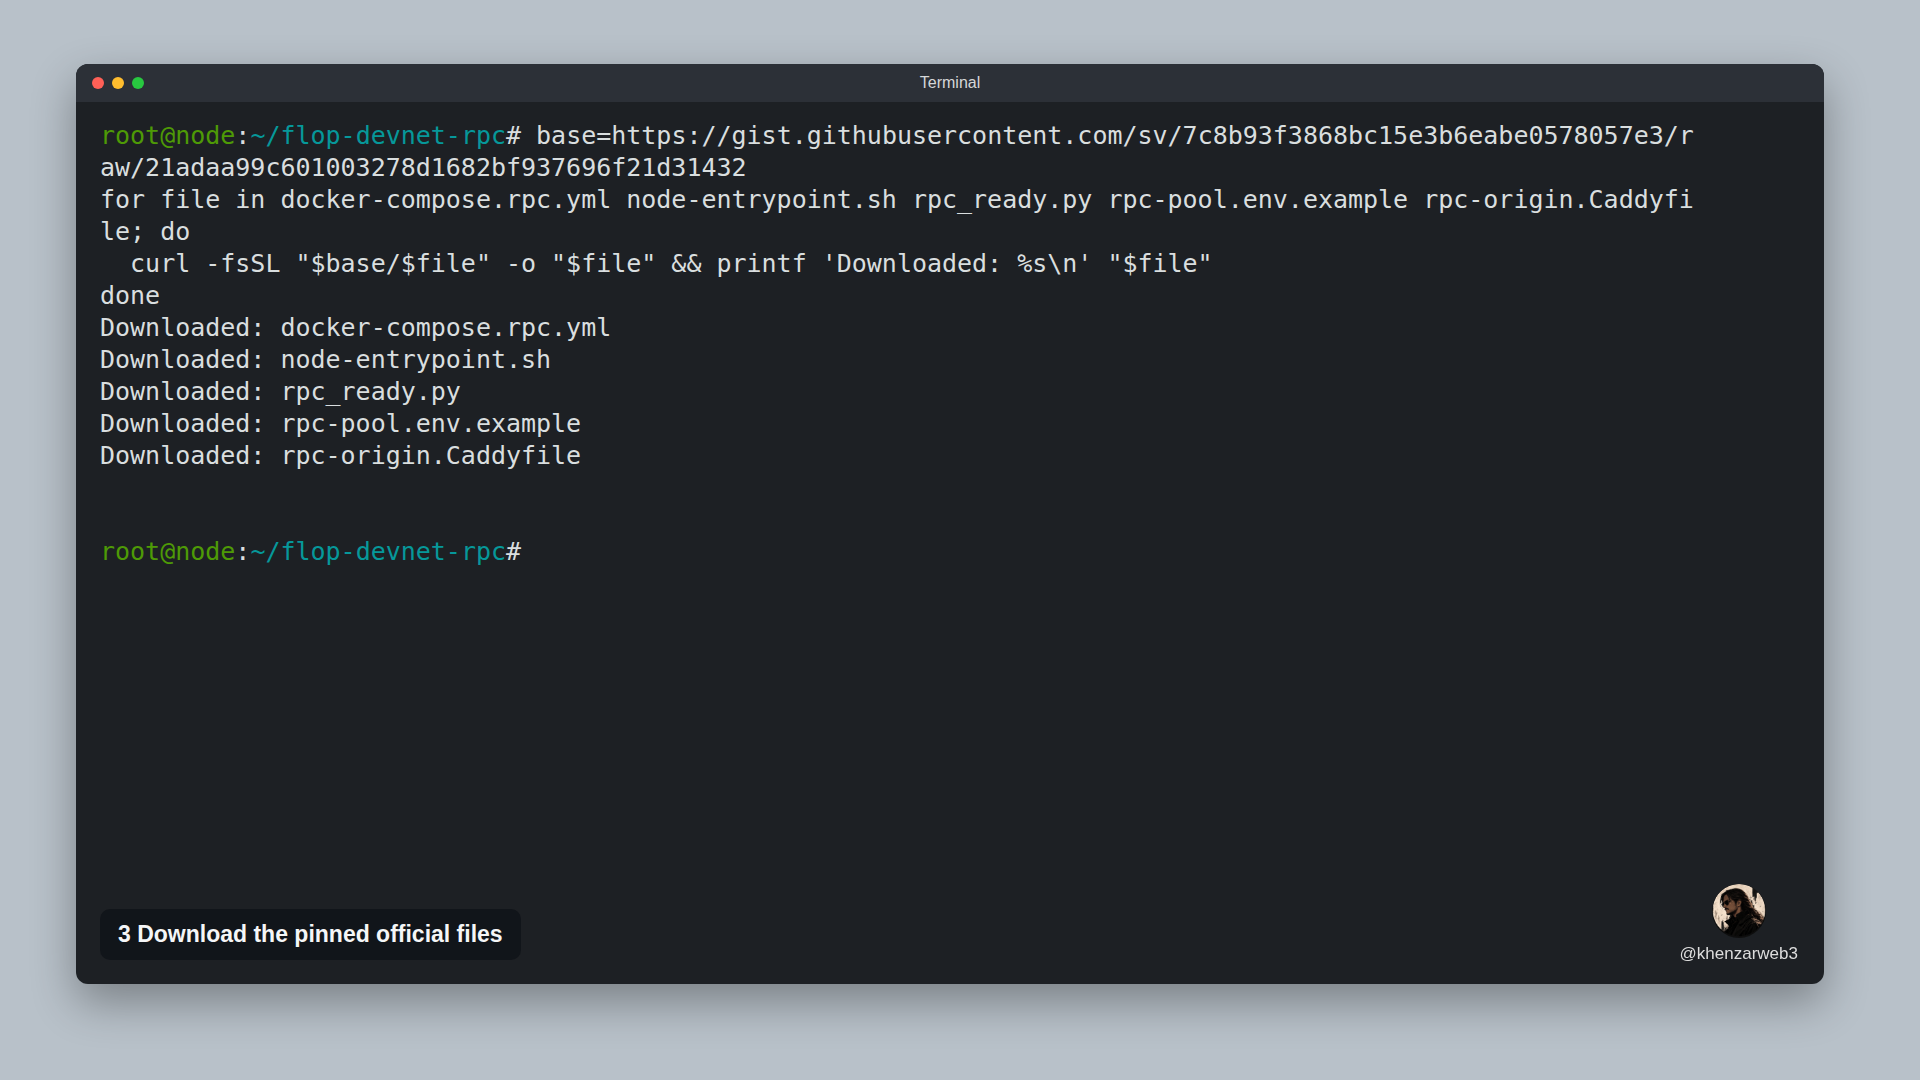 Terminal
root@node:~/flop-devnet-rpc# base=https://gist.githubusercontent.com/sv/7c8b93f3868bc15e3b6eabe0578057e3/r
aw/21adaa99c601003278d1682bf937696f21d31432
for file in docker-compose.rpc.yml node-entrypoint.sh rpc_ready.py rpc-pool.env.example rpc-origin.Caddyfi
le; do
  curl -fsSL "$base/$file" -o "$file" && printf 'Downloaded: %s\n' "$file"
done
Downloaded: docker-compose.rpc.yml
Downloaded: node-entrypoint.sh
Downloaded: rpc_ready.py
Downloaded: rpc-pool.env.example
Downloaded: rpc-origin.Caddyfile
root@node:~/flop-devnet-rpc#
3 Download the pinned official files
@khenzarweb3